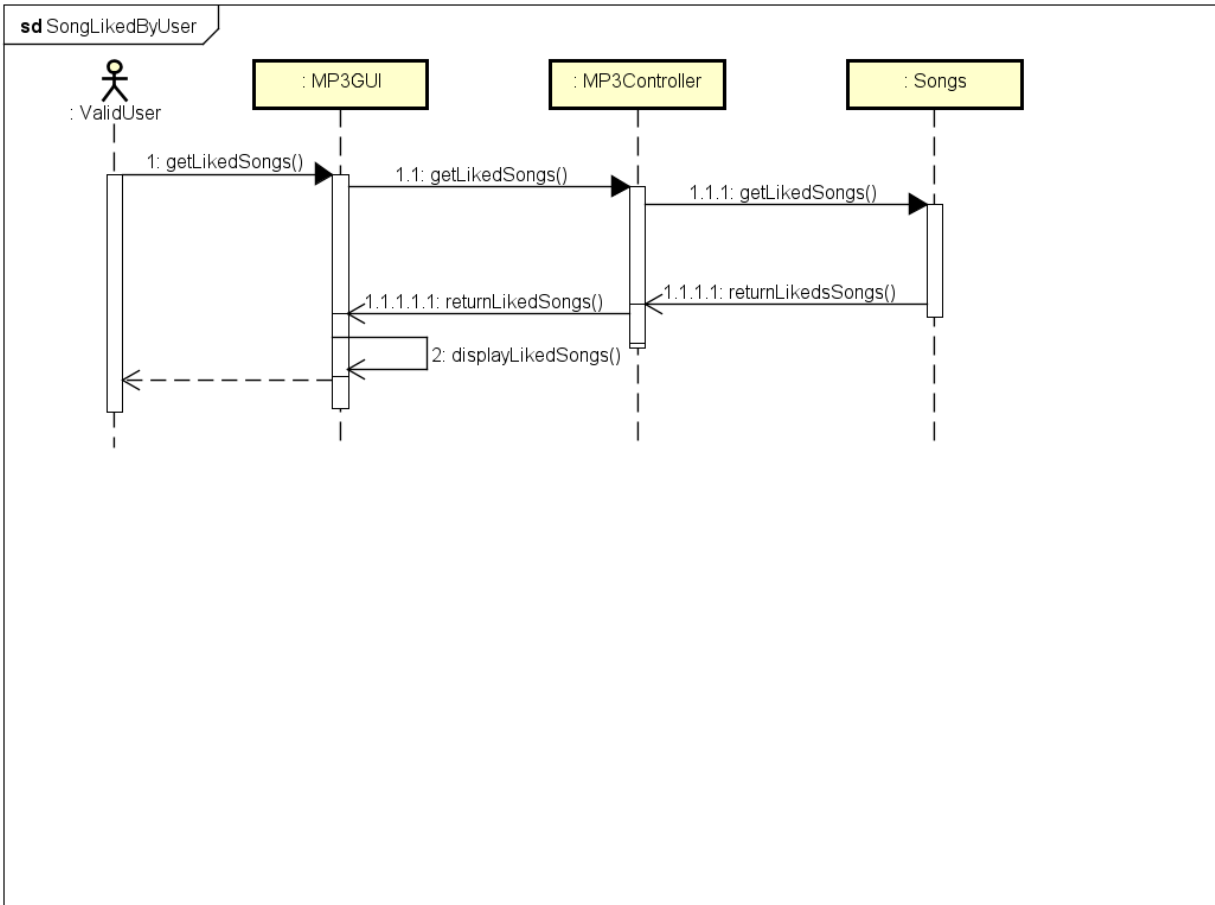 sd SongLikedByUser
: ValidUser
: MP3GUI
: MP3Controller
: Songs
1: getLikedSongs()
1.1: getLikedSongs()
1.1.1: getLikedSongs()
1.1.1.1: returnLikedsSongs()
1.1.1.1.1: returnLikedSongs()
2: displayLikedSongs()